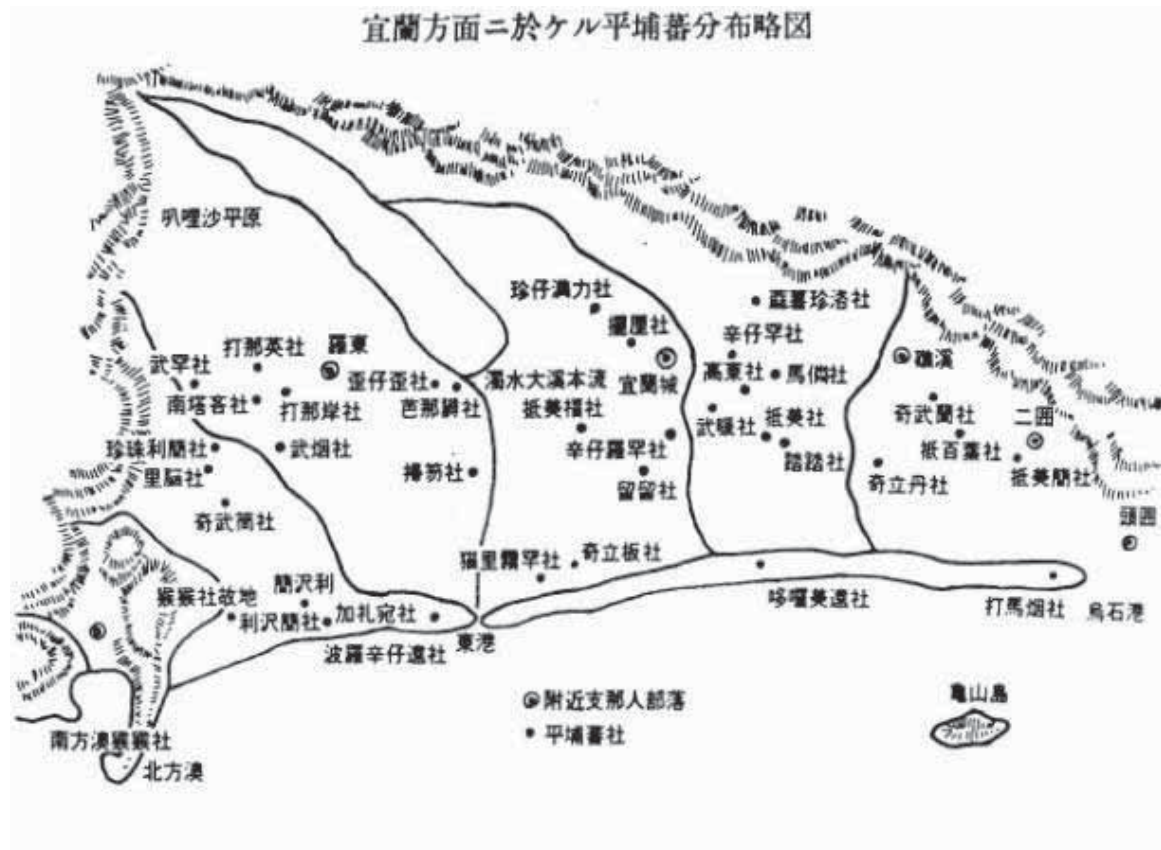 宜蘭方面ニ於ケル平埔蕃分布略図
叭哩沙平原
珍仔満力社
擺厘社
宜蘭城
濁水大溪本流
抵美福社
辛仔羅罕社
留留社
武罕社
打那英社
羅東
歪仔歪社
芭那鬱社
南塔客社
打那岸社
珍珠利簡社
武烟社
里脳社
掃笏社
奇武荖社
辛仔罕社
高東社
馬僯社
武暖社
抵美社
踏踏社
礁溪
奇武蘭社
二囲
抵百葉社
奇立丹社
抵美簡社
頭囲
猫里霧罕社
奇立板社
哆囉美遠社
打馬烟社
烏石港
猴猴社故地
簡沢利
利沢簡社
加礼宛社
波羅辛仔遠社
東港
附近支那人部落
平埔蕃社
亀山島
南方澳猴猴社
北方澳